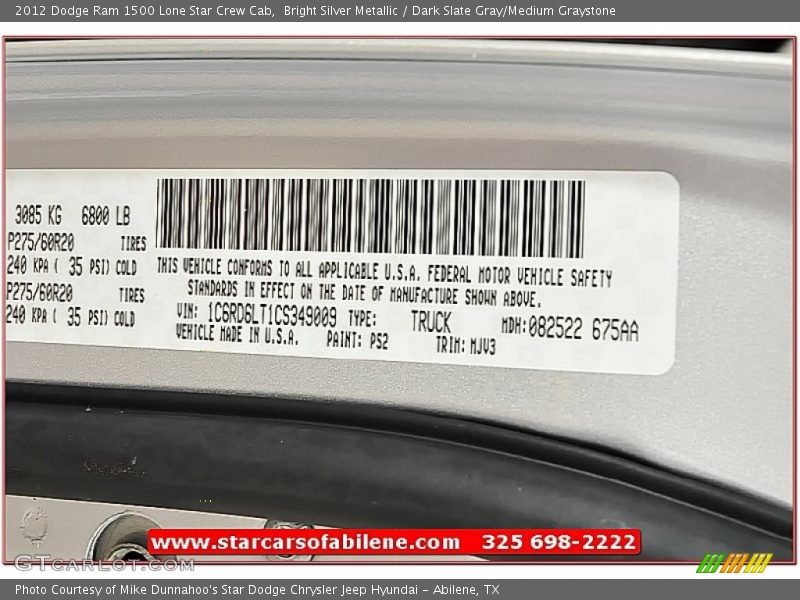 2012 Dodge Ram 1500 Lone Star Crew Cab, Bright Silver Metallic / Dark Slate Gray/Medium Graystone
3085 KG 6800 LB
P275/60R20 TIRES
240 KPA ( 35 PSI) COLD
P275/60R20 TIRES
240 KPA ( 35 PSI) COLD
THIS VEHICLE CONFORMS TO ALL APPLICABLE U.S.A. FEDERAL MOTOR VEHICLE SAFETY
STANDARDS IN EFFECT ON THE DATE OF MANUFACTURE SHOWN ABOVE.
VIN: 1C6RD6LT1CS349009 TYPE: TRUCK MDH:082522 675AA
VEHICLE MADE IN U.S.A. PAINT: PS2 TRIM: MJV3
www.starcarsofabilene.com 325 698-2222
GTcarlot.com
Photo Courtesy of Mike Dunnahoo's Star Dodge Chrysler Jeep Hyundai - Abilene, TX